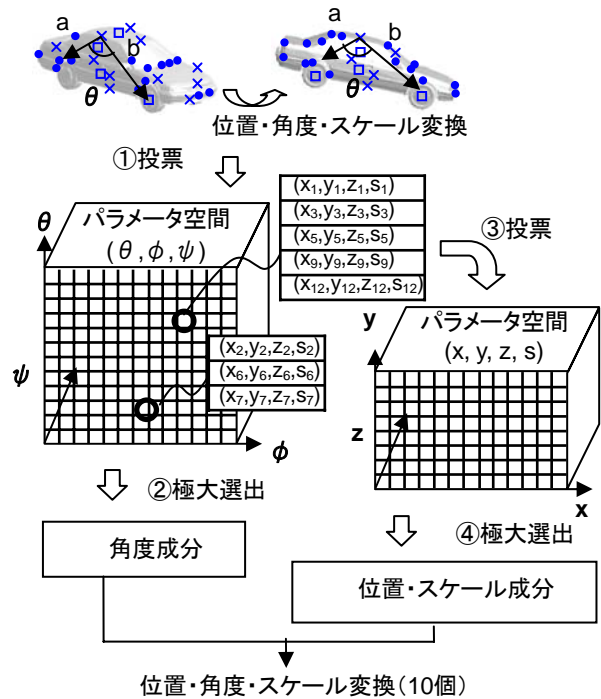 a
b
θ
a
b
θ
位置・角度・スケール変換
①投票
(x₁,y₁,z₁,s₁)
(x₃,y₃,z₃,s₃)
(x₅,y₅,z₅,s₅)
(x₉,y₉,z₉,s₉)
(x₁₂,y₁₂,z₁₂,s₁₂)
③投票
θ
パラメータ空間
(θ,φ,ψ)
(x₂,y₂,z₂,s₂)
(x₆,y₆,z₆,s₆)
(x₇,y₇,z₇,s₇)
ψ
φ
y
パラメータ空間
(x, y, z, s)
z
x
②極大選出
④極大選出
角度成分
位置・スケール成分
位置・角度・スケール変換(10個)